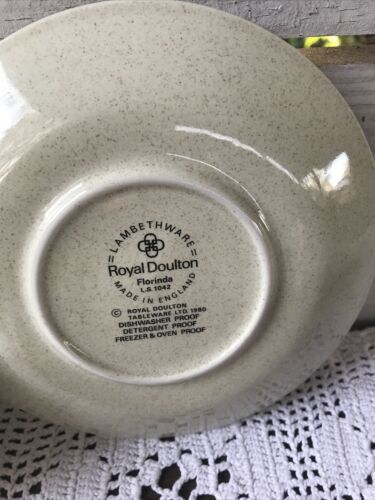 =LAMBETHWARE=
Royal Doulton
Florinda
L.S. 1042
MADE IN ENGLAND
© ROYAL DOULTON
TABLEWARE LTD. 1980
DISHWASHER PROOF
DETERGENT PROOF
FREEZER & OVEN PROOF